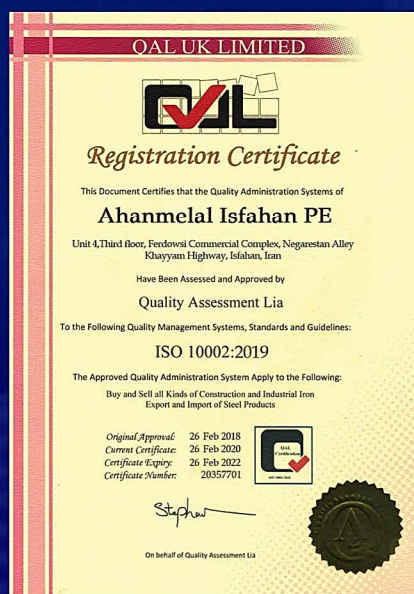 QAL UK LIMITED
QAL
Registration Certificate
This Document Certifies that the Quality Administration Systems of
Ahanmelal Isfahan PE
Unit 4,Third floor, Ferdowsi Commercial Complex, Negarestan Alley
Khayyam Highway, Isfahan, Iran
Have Been Assessed and Approved by
Quality Assessment Lia
To the Following Quality Management Systems, Standards and Guidelines:
ISO 10002:2019
The Approved Quality Administration System Apply to the Following:
Buy and Sell all Kinds of Construction and Industrial Iron
Export and Import of Steel Products
Original Approval: 26 Feb 2018
Current Certificate: 26 Feb 2020
Certificate Expiry: 26 Feb 2022
Certificate Number: 20357701
QAL
Certification
Stephen
On behalf of Quality Assessment Lia